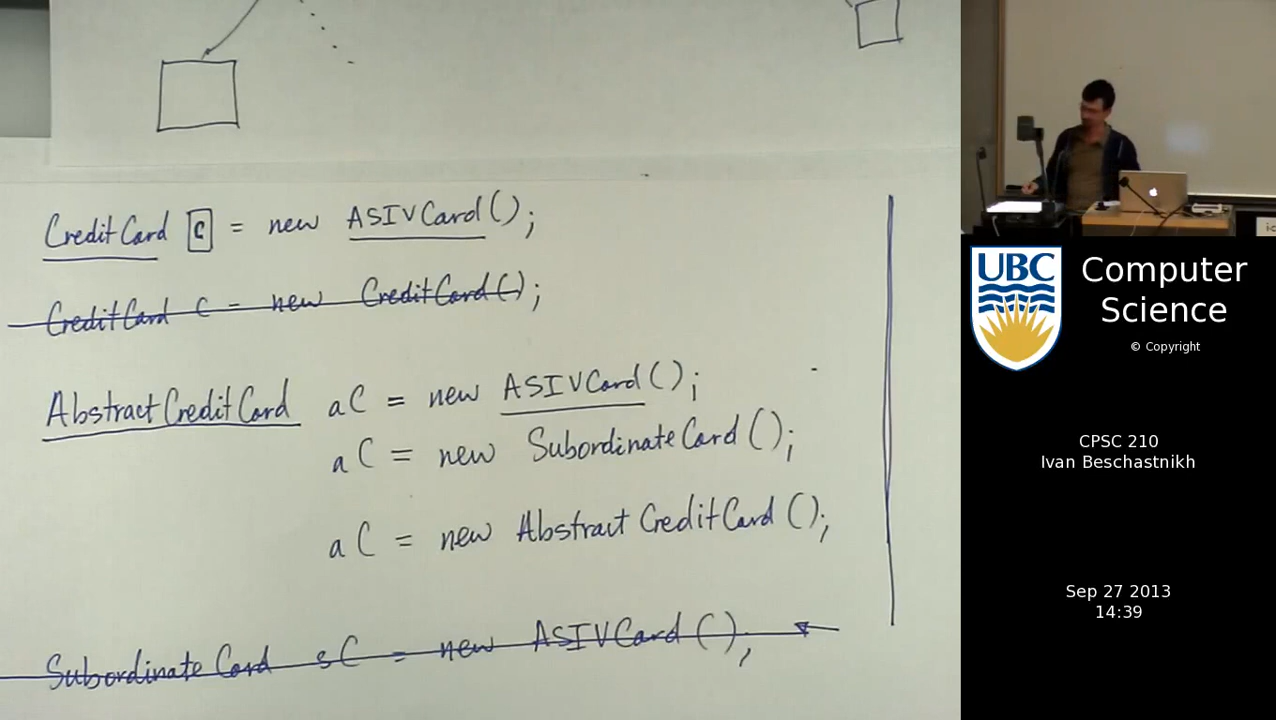 CreditCard c = new ASIVCard();
CreditCard c = new CreditCard();
AbstractCreditCard aC = new ASIVCard();
aC = new SubordinateCard();
aC = new AbstractCreditCard();
SubordinateCard sC = new ASIVCard();
UBC
Computer
Science
© Copyright
CPSC 210
Ivan Beschastnikh
Sep 27 2013
14:39